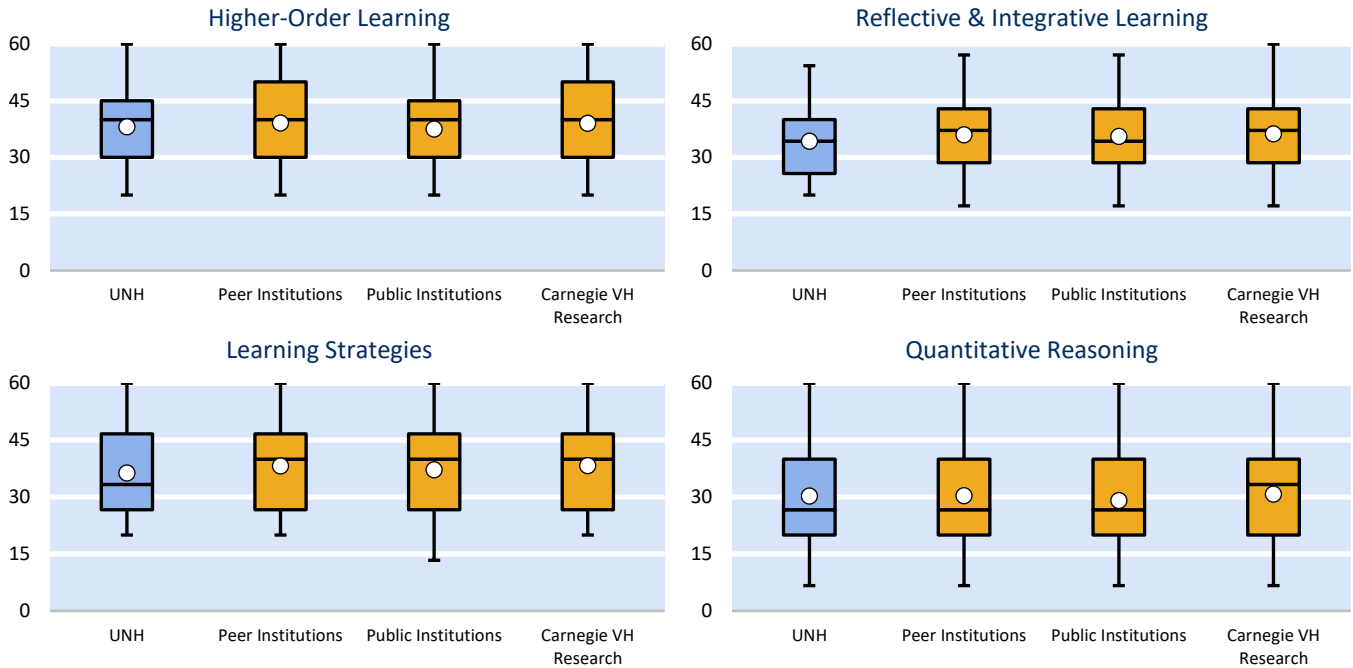 Higher-Order Learning
60
45
30
15
0
UNH
Peer Institutions
Public Institutions
Carnegie VH
Research
Reflective & Integrative Learning
60
45
30
15
0
UNH
Peer Institutions
Public Institutions
Carnegie VH
Research
Learning Strategies
60
45
30
15
0
UNH
Peer Institutions
Public Institutions
Carnegie VH
Research
Quantitative Reasoning
60
45
30
15
0
UNH
Peer Institutions
Public Institutions
Carnegie VH
Research